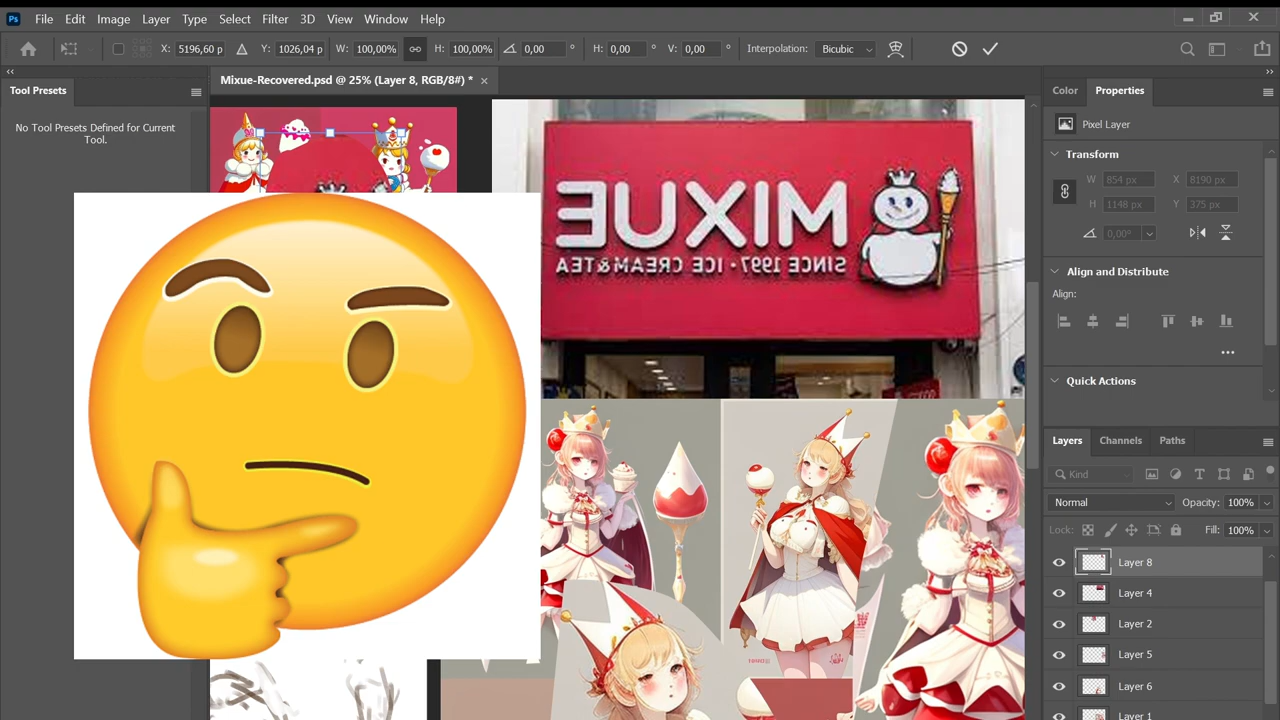 Ps File Edit Image Layer Type Select Filter 3D View Window Help
X: 5196,60 p Y: 1026,04 p W: 100,00% H: 100,00% 0,00 ° H: 0,00 ° V: 0,00 ° Interpolation: Bicubic
Tool Presets
No Tool Presets Defined for Current
Tool.
Mixue-Recovered.psd @ 25% (Layer 8, RGB/8#) *
MIXUE
SINCE 1997 · ICE CREAM&TEA
Color Properties
Pixel Layer
Transform
W 854 px X 8190 px
H 1148 px Y 375 px
0,00°
Align and Distribute
Align:
Quick Actions
Layers Channels Paths
Kind
Normal Opacity: 100%
Lock: Fill: 100%
Layer 8
Layer 4
Layer 2
Layer 5
Layer 6
Layer 1